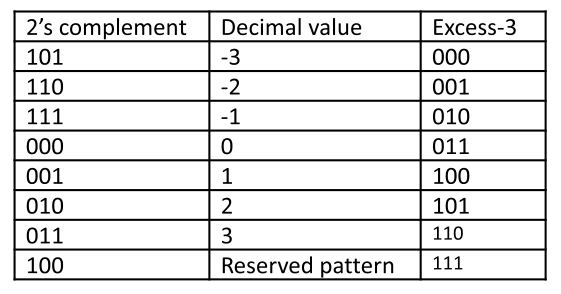 2's complement Decimal value Excess-3
101 -3 000
110 -2 001
111 -1 010
000 0 011
001 1 100
010 2 101
011 3 110
100 Reserved pattern 111